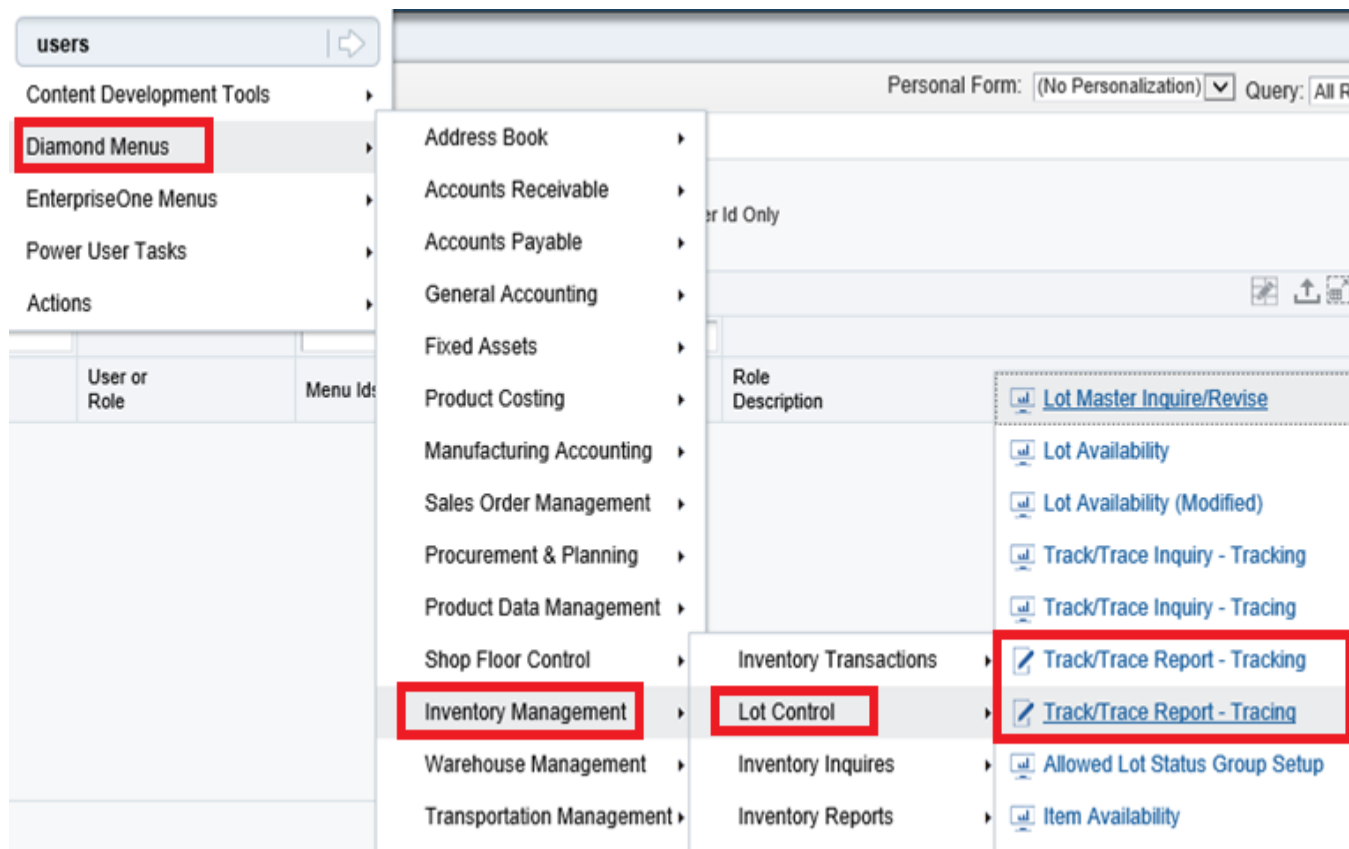 users
Content Development Tools
Diamond Menus
EnterpriseOne Menus
Power User Tasks
Actions
Personal Form: (No Personalization) Query: All R
er Id Only
User or
Role
Menu Ids
Role
Description
Address Book
Accounts Receivable
Accounts Payable
General Accounting
Fixed Assets
Product Costing
Manufacturing Accounting
Sales Order Management
Procurement & Planning
Product Data Management
Shop Floor Control
Inventory Management
Warehouse Management
Transportation Management
Inventory Transactions
Lot Control
Inventory Inquires
Inventory Reports
Lot Master Inquire/Revise
Lot Availability
Lot Availability (Modified)
Track/Trace Inquiry - Tracking
Track/Trace Inquiry - Tracing
Track/Trace Report - Tracking
Track/Trace Report - Tracing
Allowed Lot Status Group Setup
Item Availability